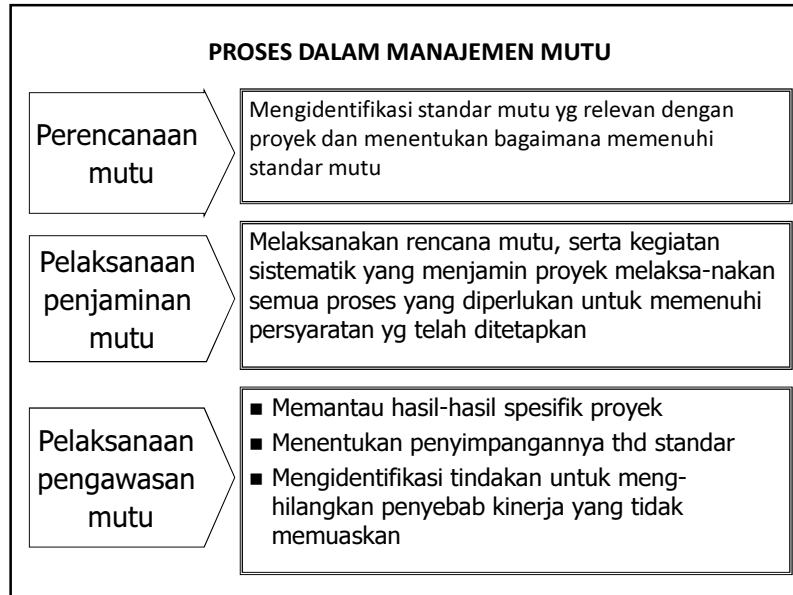 PROSES DALAM MANAJEMEN MUTU
Perencanaan
mutu
Mengidentifikasi standar mutu yg relevan dengan
proyek dan menentukan bagaimana memenuhi
standar mutu
Pelaksanaan
penjaminan
mutu
Melaksanakan rencana mutu, serta kegiatan
sistematik yang menjamin proyek melaksa-nakan
semua proses yang diperlukan untuk memenuhi
persyaratan yg telah ditetapkan
Pelaksanaan
pengawasan
mutu
■ Memantau hasil-hasil spesifik proyek
■ Menentukan penyimpangannya thd standar
■ Mengidentifikasi tindakan untuk meng-
hilangkan penyebab kinerja yang tidak
memuaskan